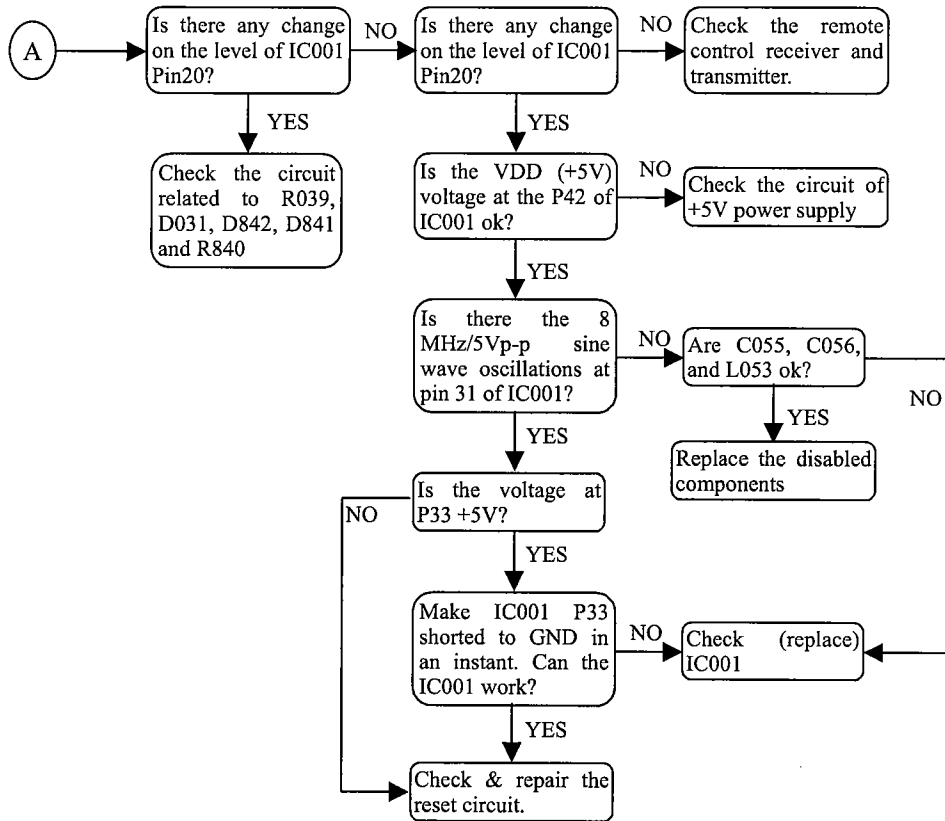 A
Is there any change
on the level of IC001
Pin20?
NO
Is there any change
on the level of IC001
Pin20?
NO
Check the remote
control receiver and
transmitter.
YES
YES
Check the circuit
related to R039,
D031, D842, D841
and R840
Is the VDD (+5V)
voltage at the P42 of
IC001 ok?
NO
Check the circuit of
+5V power supply
YES
Is there the 8
MHz/5Vp-p sine
wave oscillations at
pin 31 of IC001?
NO
Are C055, C056,
and L053 ok?
NO
YES
YES
Replace the disabled
components
Is the voltage at
P33 +5V?
NO
YES
Make IC001 P33
shorted to GND in
an instant. Can the
IC001 work?
NO
Check (replace)
IC001
YES
Check & repair the
reset circuit.